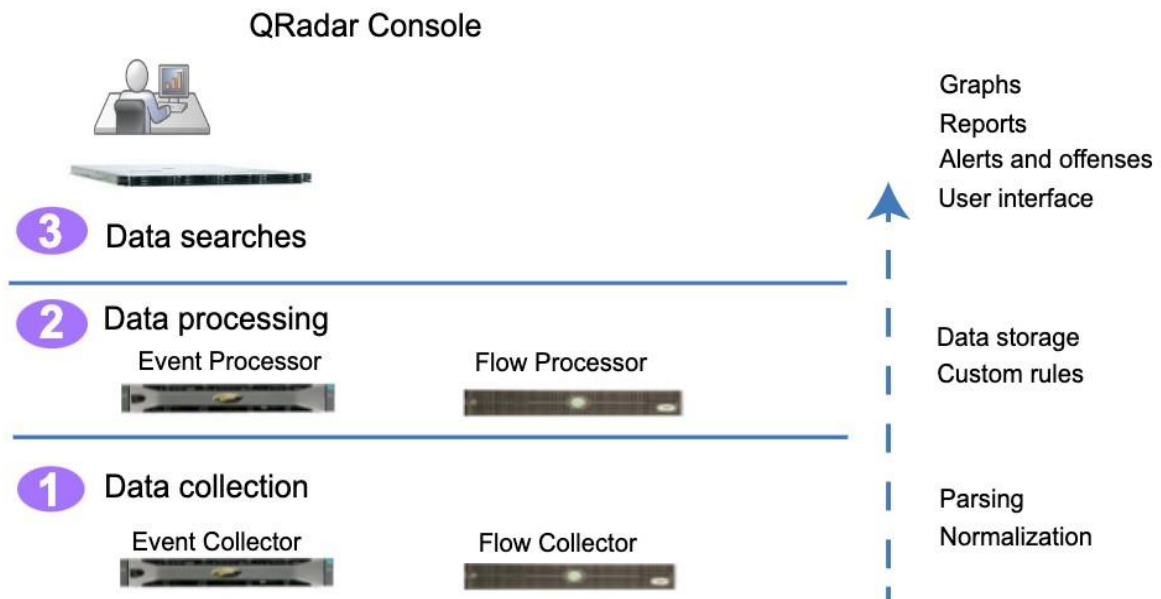 QRadar Console
Graphs
Reports
Alerts and offenses
User interface
3 Data searches
2 Data processing
Event Processor
Flow Processor
Data storage
Custom rules
1 Data collection
Event Collector
Flow Collector
Parsing
Normalization